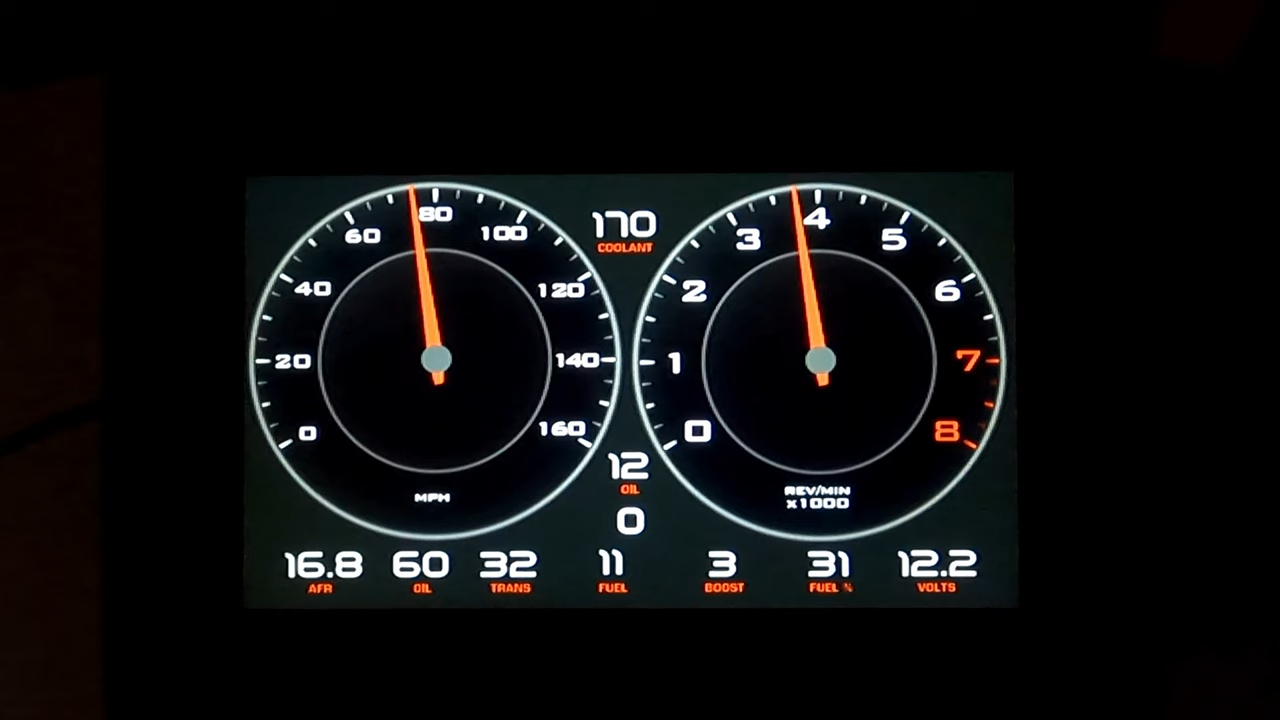 80
60
100
40
120
20
140
0
160
MPH
170
COOLANT
4
3
5
2
6
1
7
0
8
REV/MIN
x1000
12
OIL
0
16.8
AFR
60
OIL
32
TRANS
11
FUEL
3
BOOST
31
FUEL %
12.2
VOLTS